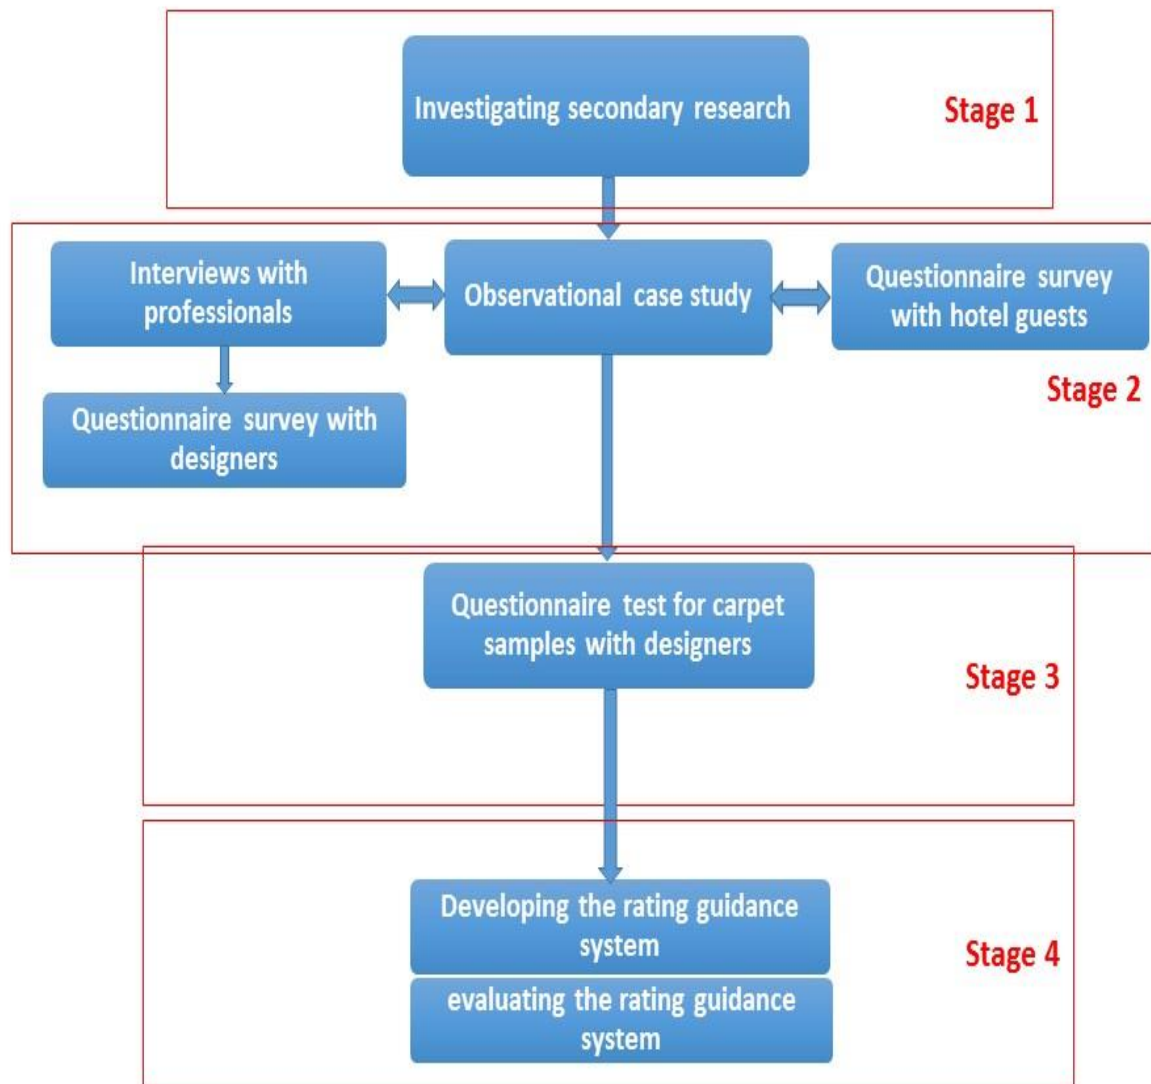 Investigating secondary research
Stage 1
Interviews with
professionals
Observational case study
Questionnaire survey
with hotel guests
Stage 2
Questionnaire survey with
designers
Questionnaire test for carpet
samples with designers
Stage 3
Developing the rating guidance
system
Stage 4
evaluating the rating guidance
system